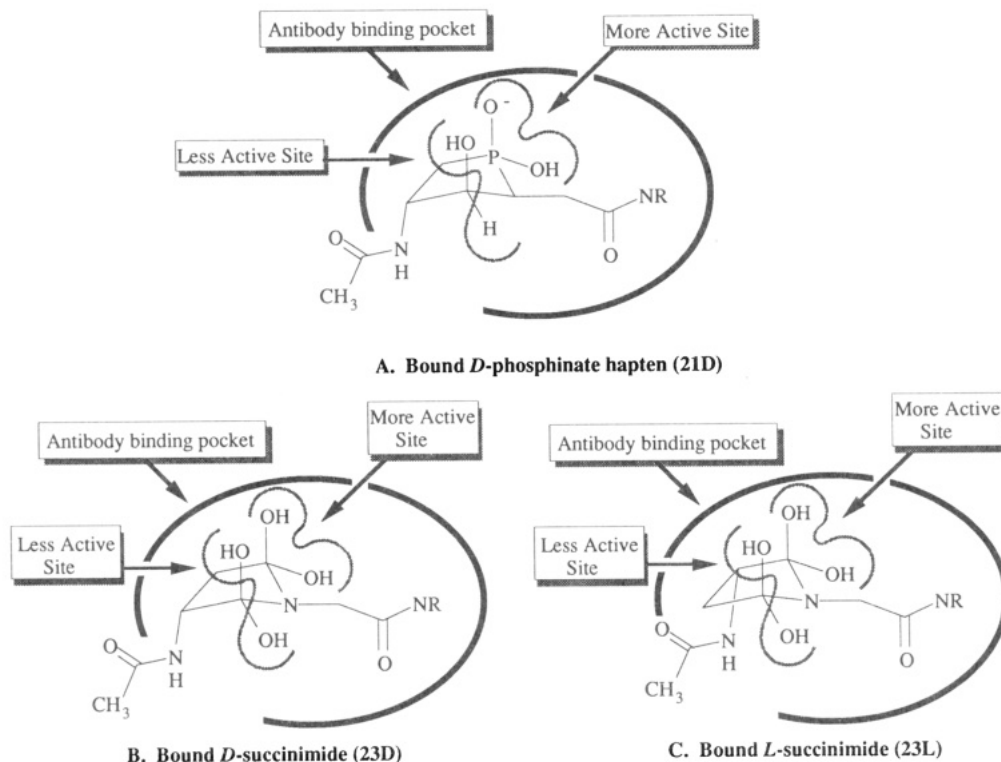 Antibody binding pocket
More Active Site
O-
HO
Less Active Site
P
OH
NR
H
O
O
N
H
CH3
A. Bound D-phosphinate hapten (21D)
More Active
Site
Antibody binding pocket
OH
Less Active
Site
HO
OH
N
NR
OH
O
O
N
H
CH3
B. Bound D-succinimide (23D)
More Active
Site
Antibody binding pocket
OH
Less Active
Site
HO
OH
N
NR
OH
O
O
N
H
CH3
C. Bound L-succinimide (23L)